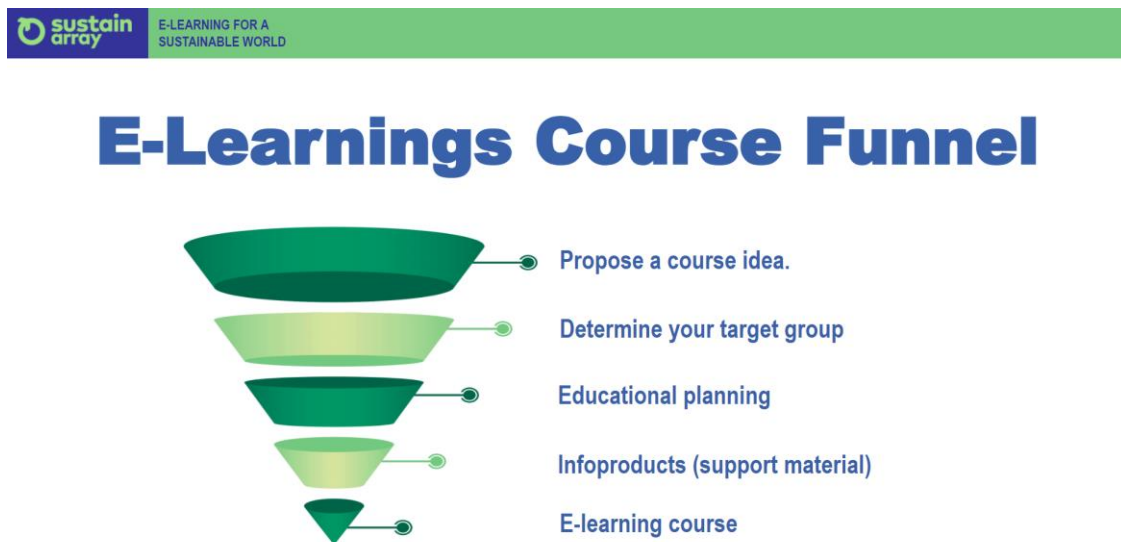 sustain
array
E-LEARNING FOR A
SUSTAINABLE WORLD
E-Learnings Course Funnel
Propose a course idea.
Determine your target group
Educational planning
Infoproducts (support material)
E-learning course